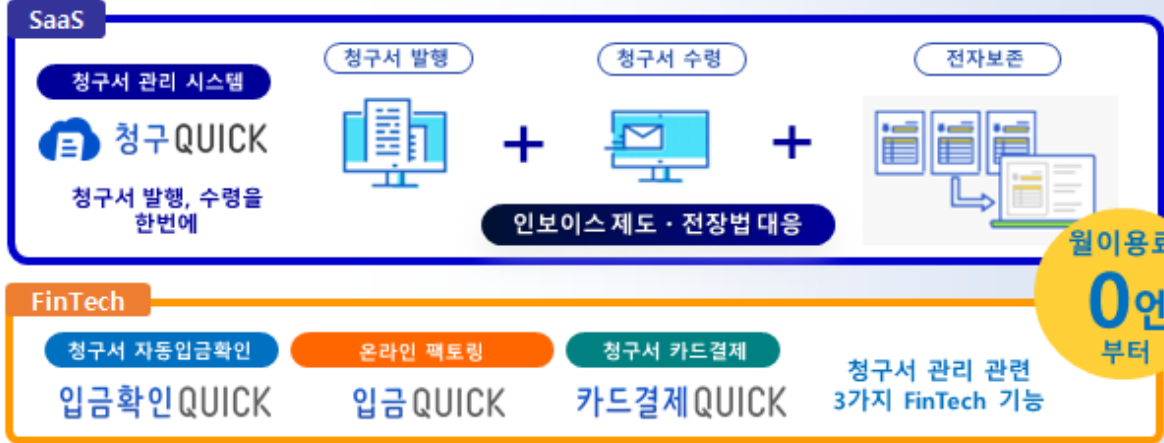 SaaS
청구서 관리 시스템
청구QUICK
청구서 발행, 수령을
한번에
청구서 발행
+
청구서 수령
+
전자보존
인보이스 제도・전장법 대응
월이용료
0엔
부터
FinTech
청구서 자동입금확인
입금확인QUICK
온라인 팩토링
입금QUICK
청구서 카드결제
카드결제QUICK
청구서 관리 관련
3가지 FinTech 기능